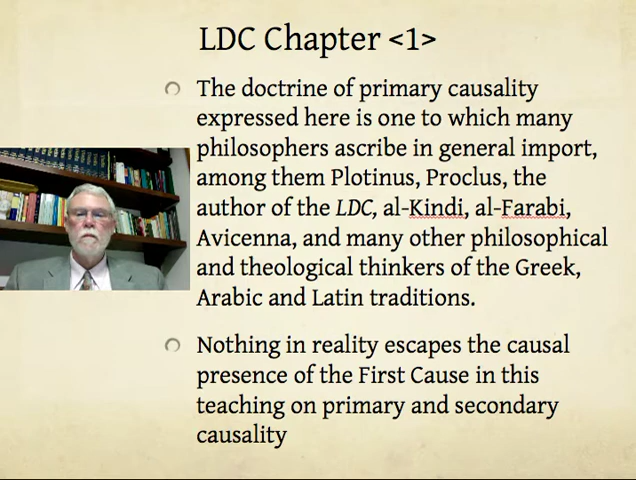 LDC Chapter <1>
The doctrine of primary causality
expressed here is one to which many
philosophers ascribe in general import,
among them Plotinus, Proclus, the
author of the LDC, al-Kindi, al-Farabi,
Avicenna, and many other philosophical
and theological thinkers of the Greek,
Arabic and Latin traditions.
Nothing in reality escapes the causal
presence of the First Cause in this
teaching on primary and secondary
causality